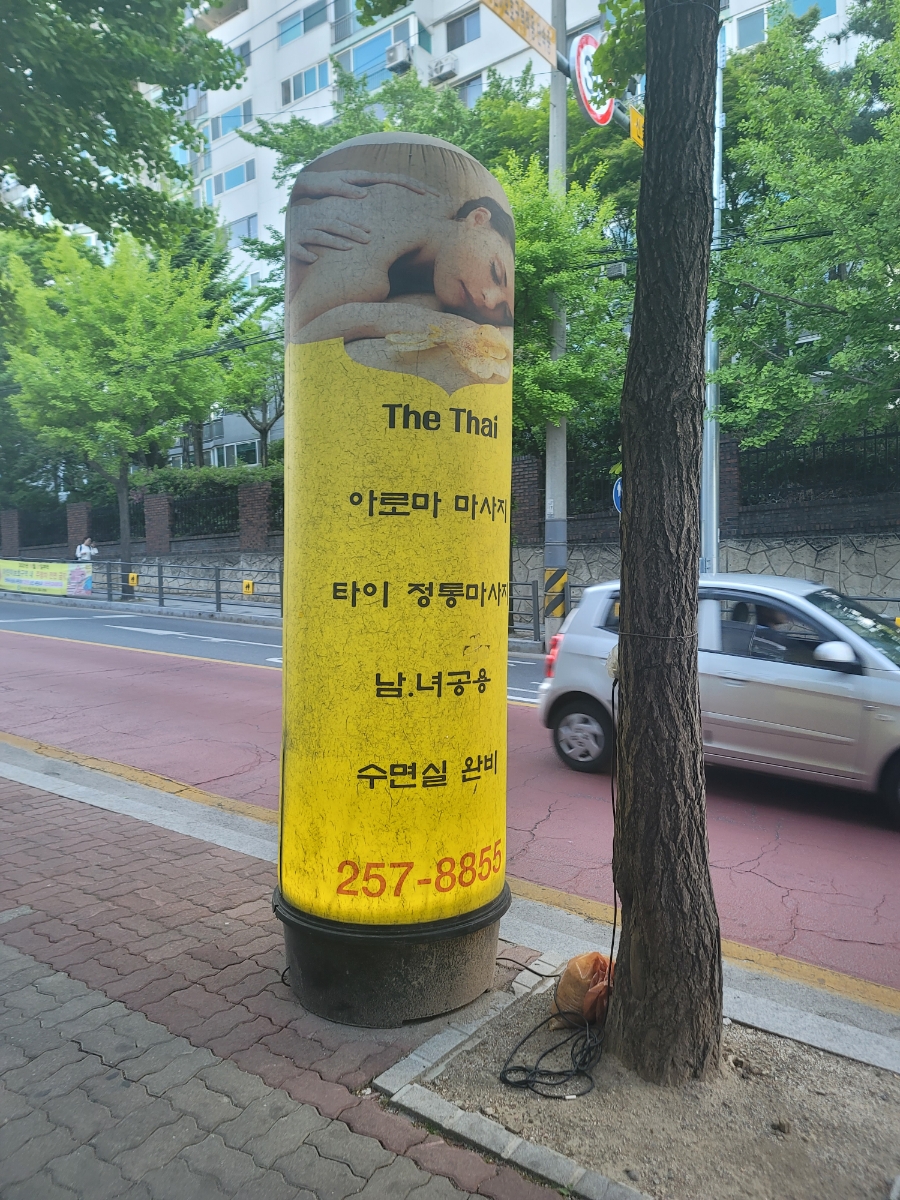 The Thai
아로마 마사지
타이 정통마사지
남.녀공용
수면실 완비
257-8855